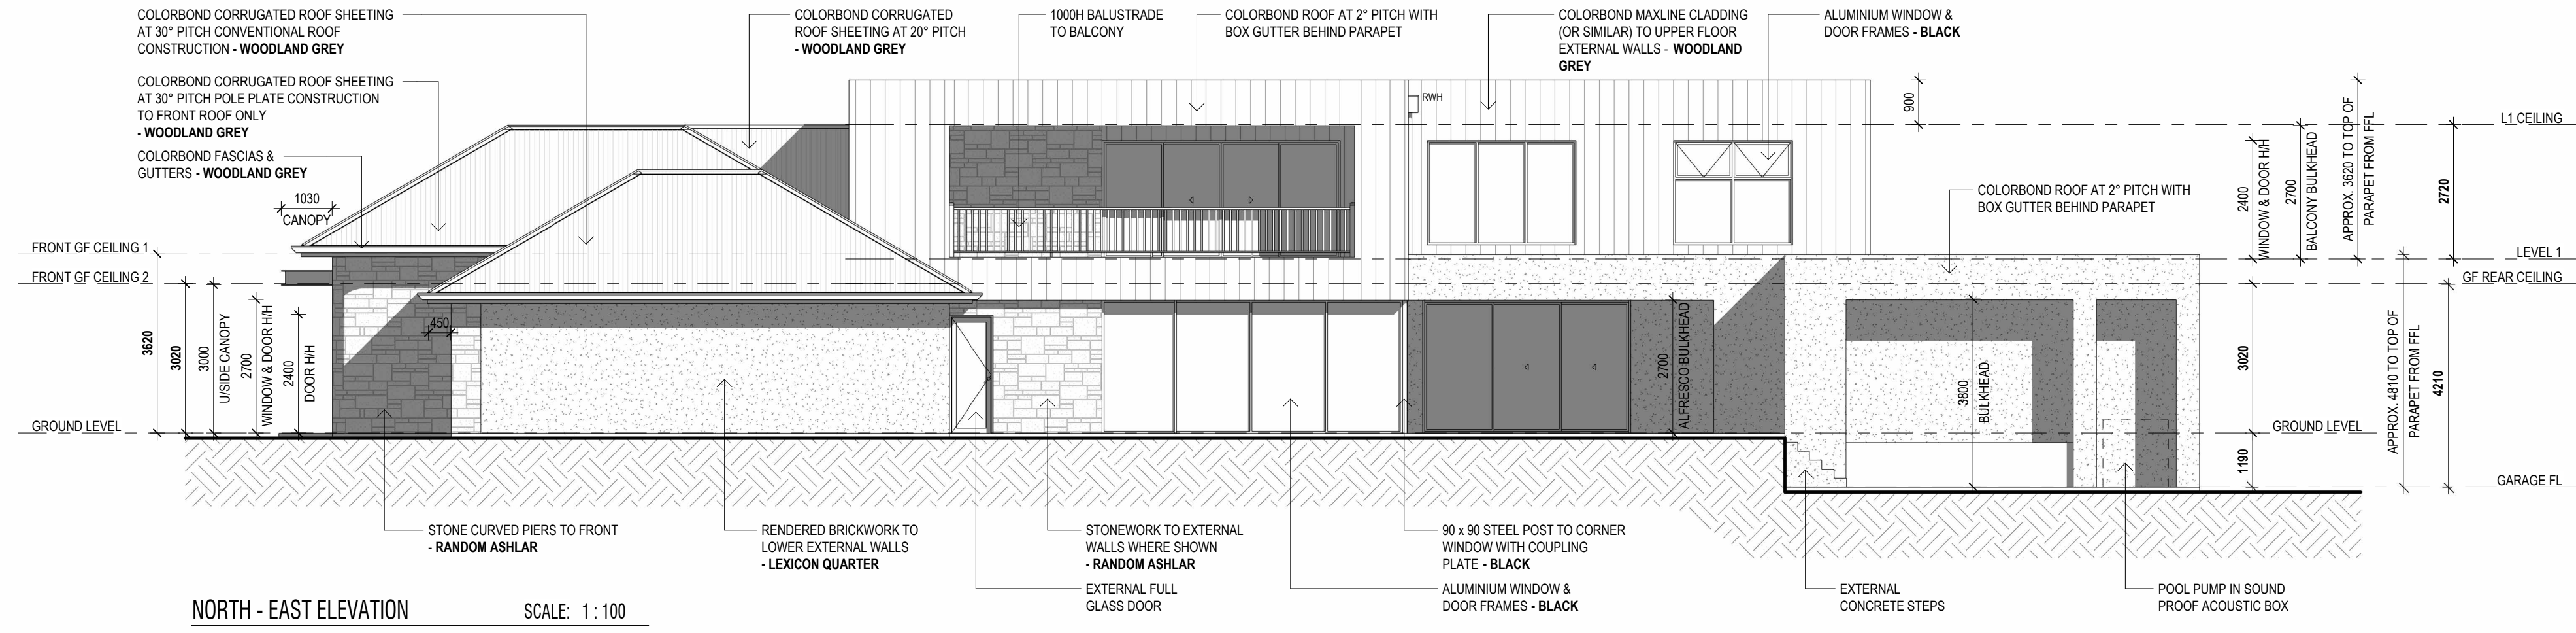 COLORBOND CORRUGATED ROOF SHEETING
AT 30° PITCH CONVENTIONAL ROOF
CONSTRUCTION - WOODLAND GREY
COLORBOND CORRUGATED ROOF SHEETING
AT 30° PITCH POLE PLATE CONSTRUCTION
TO FRONT ROOF ONLY
- WOODLAND GREY
COLORBOND FASCIAS &
GUTTERS - WOODLAND GREY
COLORBOND CORRUGATED
ROOF SHEETING AT 20° PITCH
- WOODLAND GREY
1000H BALUSTRADE
TO BALCONY
COLORBOND ROOF AT 2° PITCH WITH
BOX GUTTER BEHIND PARAPET
COLORBOND MAXLINE CLADDING
(OR SIMILAR) TO UPPER FLOOR
EXTERNAL WALLS - WOODLAND
GREY
ALUMINIUM WINDOW &
DOOR FRAMES - BLACK
RWH
900
L1 CEILING
2400
WINDOW & DOOR H/H
2700
BALCONY BULKHEAD
APPROX. 3620 TO TOP OF
PARAPET FROM FFL
2720
COLORBOND ROOF AT 2° PITCH WITH
BOX GUTTER BEHIND PARAPET
1030
CANOPY
FRONT GF CEILING 1
FRONT GF CEILING 2
LEVEL 1
GF REAR CEILING
3620
3020
3000
U/SIDE CANOPY
2700
WINDOW & DOOR H/H
2400
DOOR H/H
450
2700
ALFRESCO BULKHEAD
3800
BULKHEAD
3020
1190
APPROX. 4810 TO TOP OF
PARAPET FROM FFL
4210
GROUND LEVEL
GROUND LEVEL
GARAGE FL
STONE CURVED PIERS TO FRONT
- RANDOM ASHLAR
RENDERED BRICKWORK TO
LOWER EXTERNAL WALLS
- LEXICON QUARTER
STONEWORK TO EXTERNAL
WALLS WHERE SHOWN
- RANDOM ASHLAR
EXTERNAL FULL
GLASS DOOR
90 x 90 STEEL POST TO CORNER
WINDOW WITH COUPLING
PLATE - BLACK
ALUMINIUM WINDOW &
DOOR FRAMES - BLACK
EXTERNAL
CONCRETE STEPS
POOL PUMP IN SOUND
PROOF ACOUSTIC BOX
NORTH - EAST ELEVATION
SCALE: 1 : 100